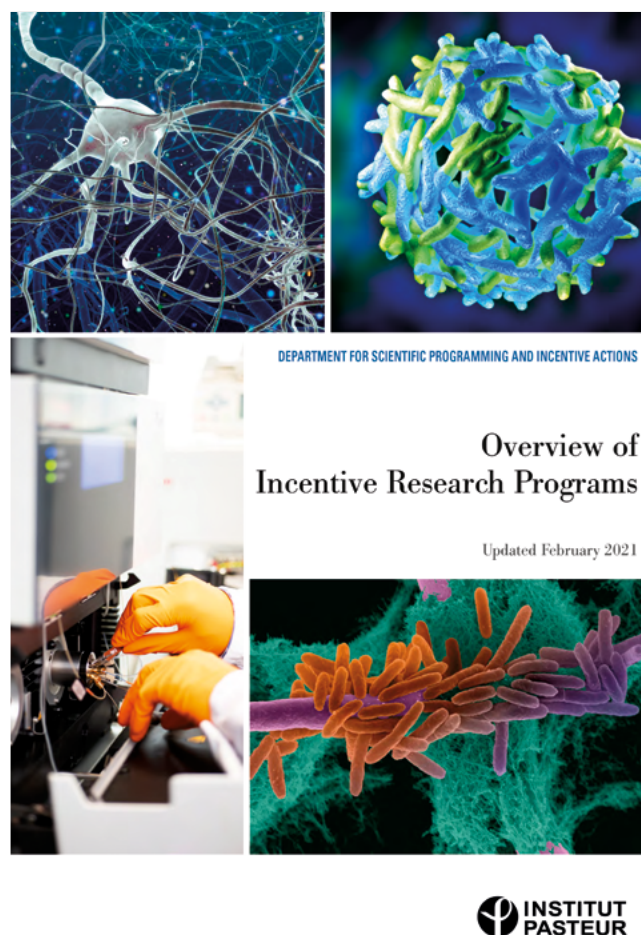 DEPARTMENT FOR SCIENTIFIC PROGRAMMING AND INCENTIVE ACTIONS
Overview of
Incentive Research Programs
Updated February 2021
INSTITUT
PASTEUR